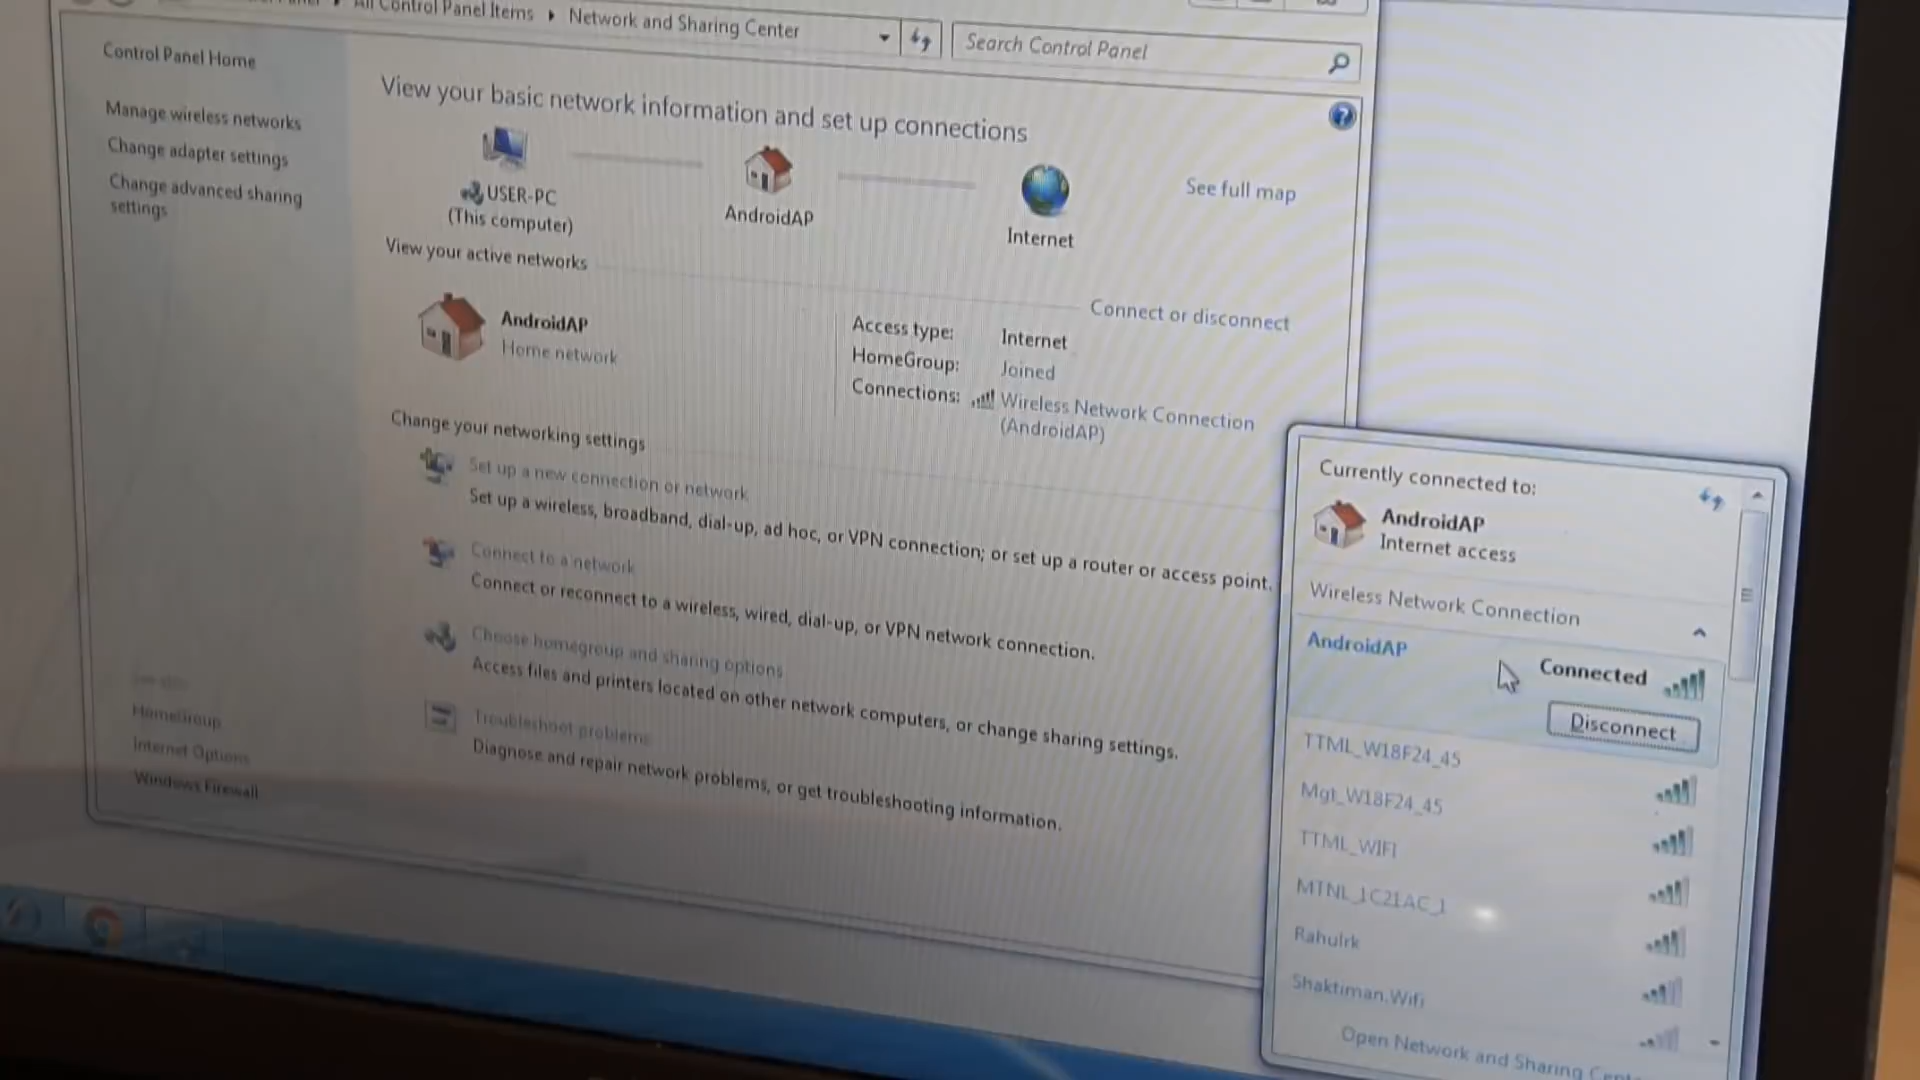 All Control Panel Items ▸ Network and Sharing Center
Search Control Panel
Control Panel Home
Manage wireless networks
Change adapter settings
Change advanced sharing
settings
HomeGroup
Internet Options
Windows Firewall
View your basic network information and set up connections
USER-PC
(This computer)
AndroidAP
Internet
See full map
View your active networks
Connect or disconnect
AndroidAP
Home network
Access type: Internet
HomeGroup: Joined
Connections: Wireless Network Connection
(AndroidAP)
Change your networking settings
Set up a new connection or network
Set up a wireless, broadband, dial-up, ad hoc, or VPN connection; or set up a router or access point.
Connect to a network
Connect or reconnect to a wireless, wired, dial-up, or VPN network connection.
Choose homegroup and sharing options
Access files and printers located on other network computers, or change sharing settings.
Troubleshoot problems
Diagnose and repair network problems, or get troubleshooting information.
Currently connected to:
AndroidAP
Internet access
Wireless Network Connection
AndroidAP Connected
Disconnect
TTML_W18F24_45
Mgt_W18F24_45
TTML_WIFI
MTNL_1C21AC_1
Rahulrk
Shaktiman.Wifi
Open Network and Sharing